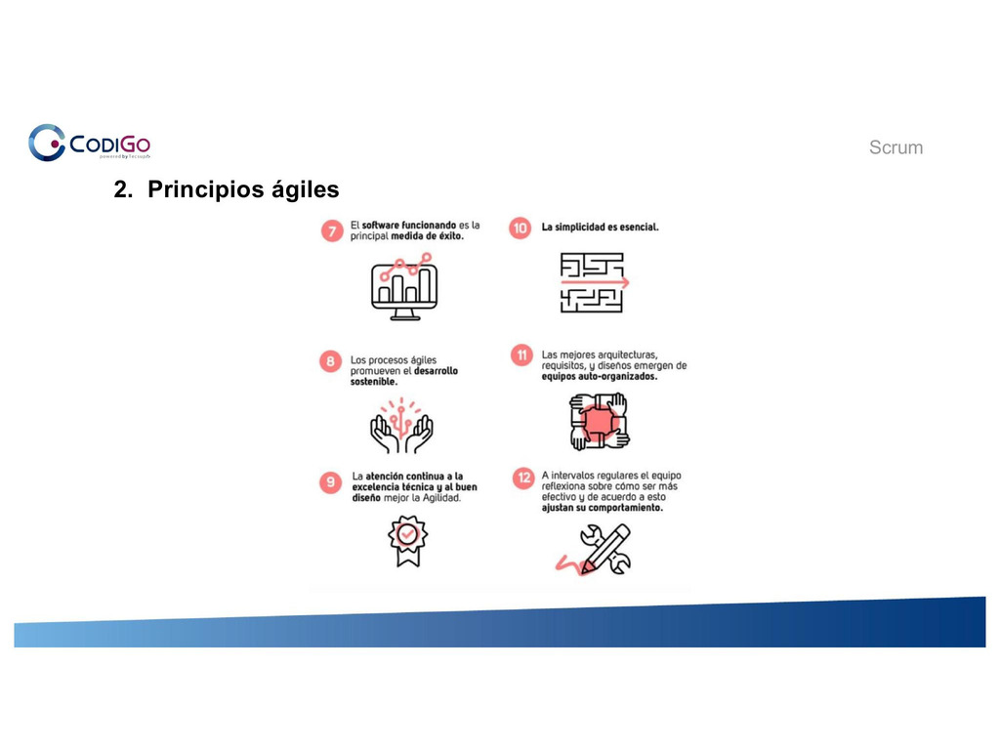 CODIGO
powered by Tecsup
Scrum
2. Principios ágiles
7
El software funcionando es la
principal medida de éxito.
8
Los procesos ágiles
promueven el desarrollo
sostenible.
9
La atención continua a la
excelencia técnica y al buen
diseño mejor la Agilidad.
10
La simplicidad es esencial.
11
Las mejores arquitecturas,
requisitos, y diseños emergen de
equipos auto-organizados.
12
A intervalos regulares el equipo
reflexiona sobre cómo ser más
efectivo y de acuerdo a esto
ajustan su comportamiento.